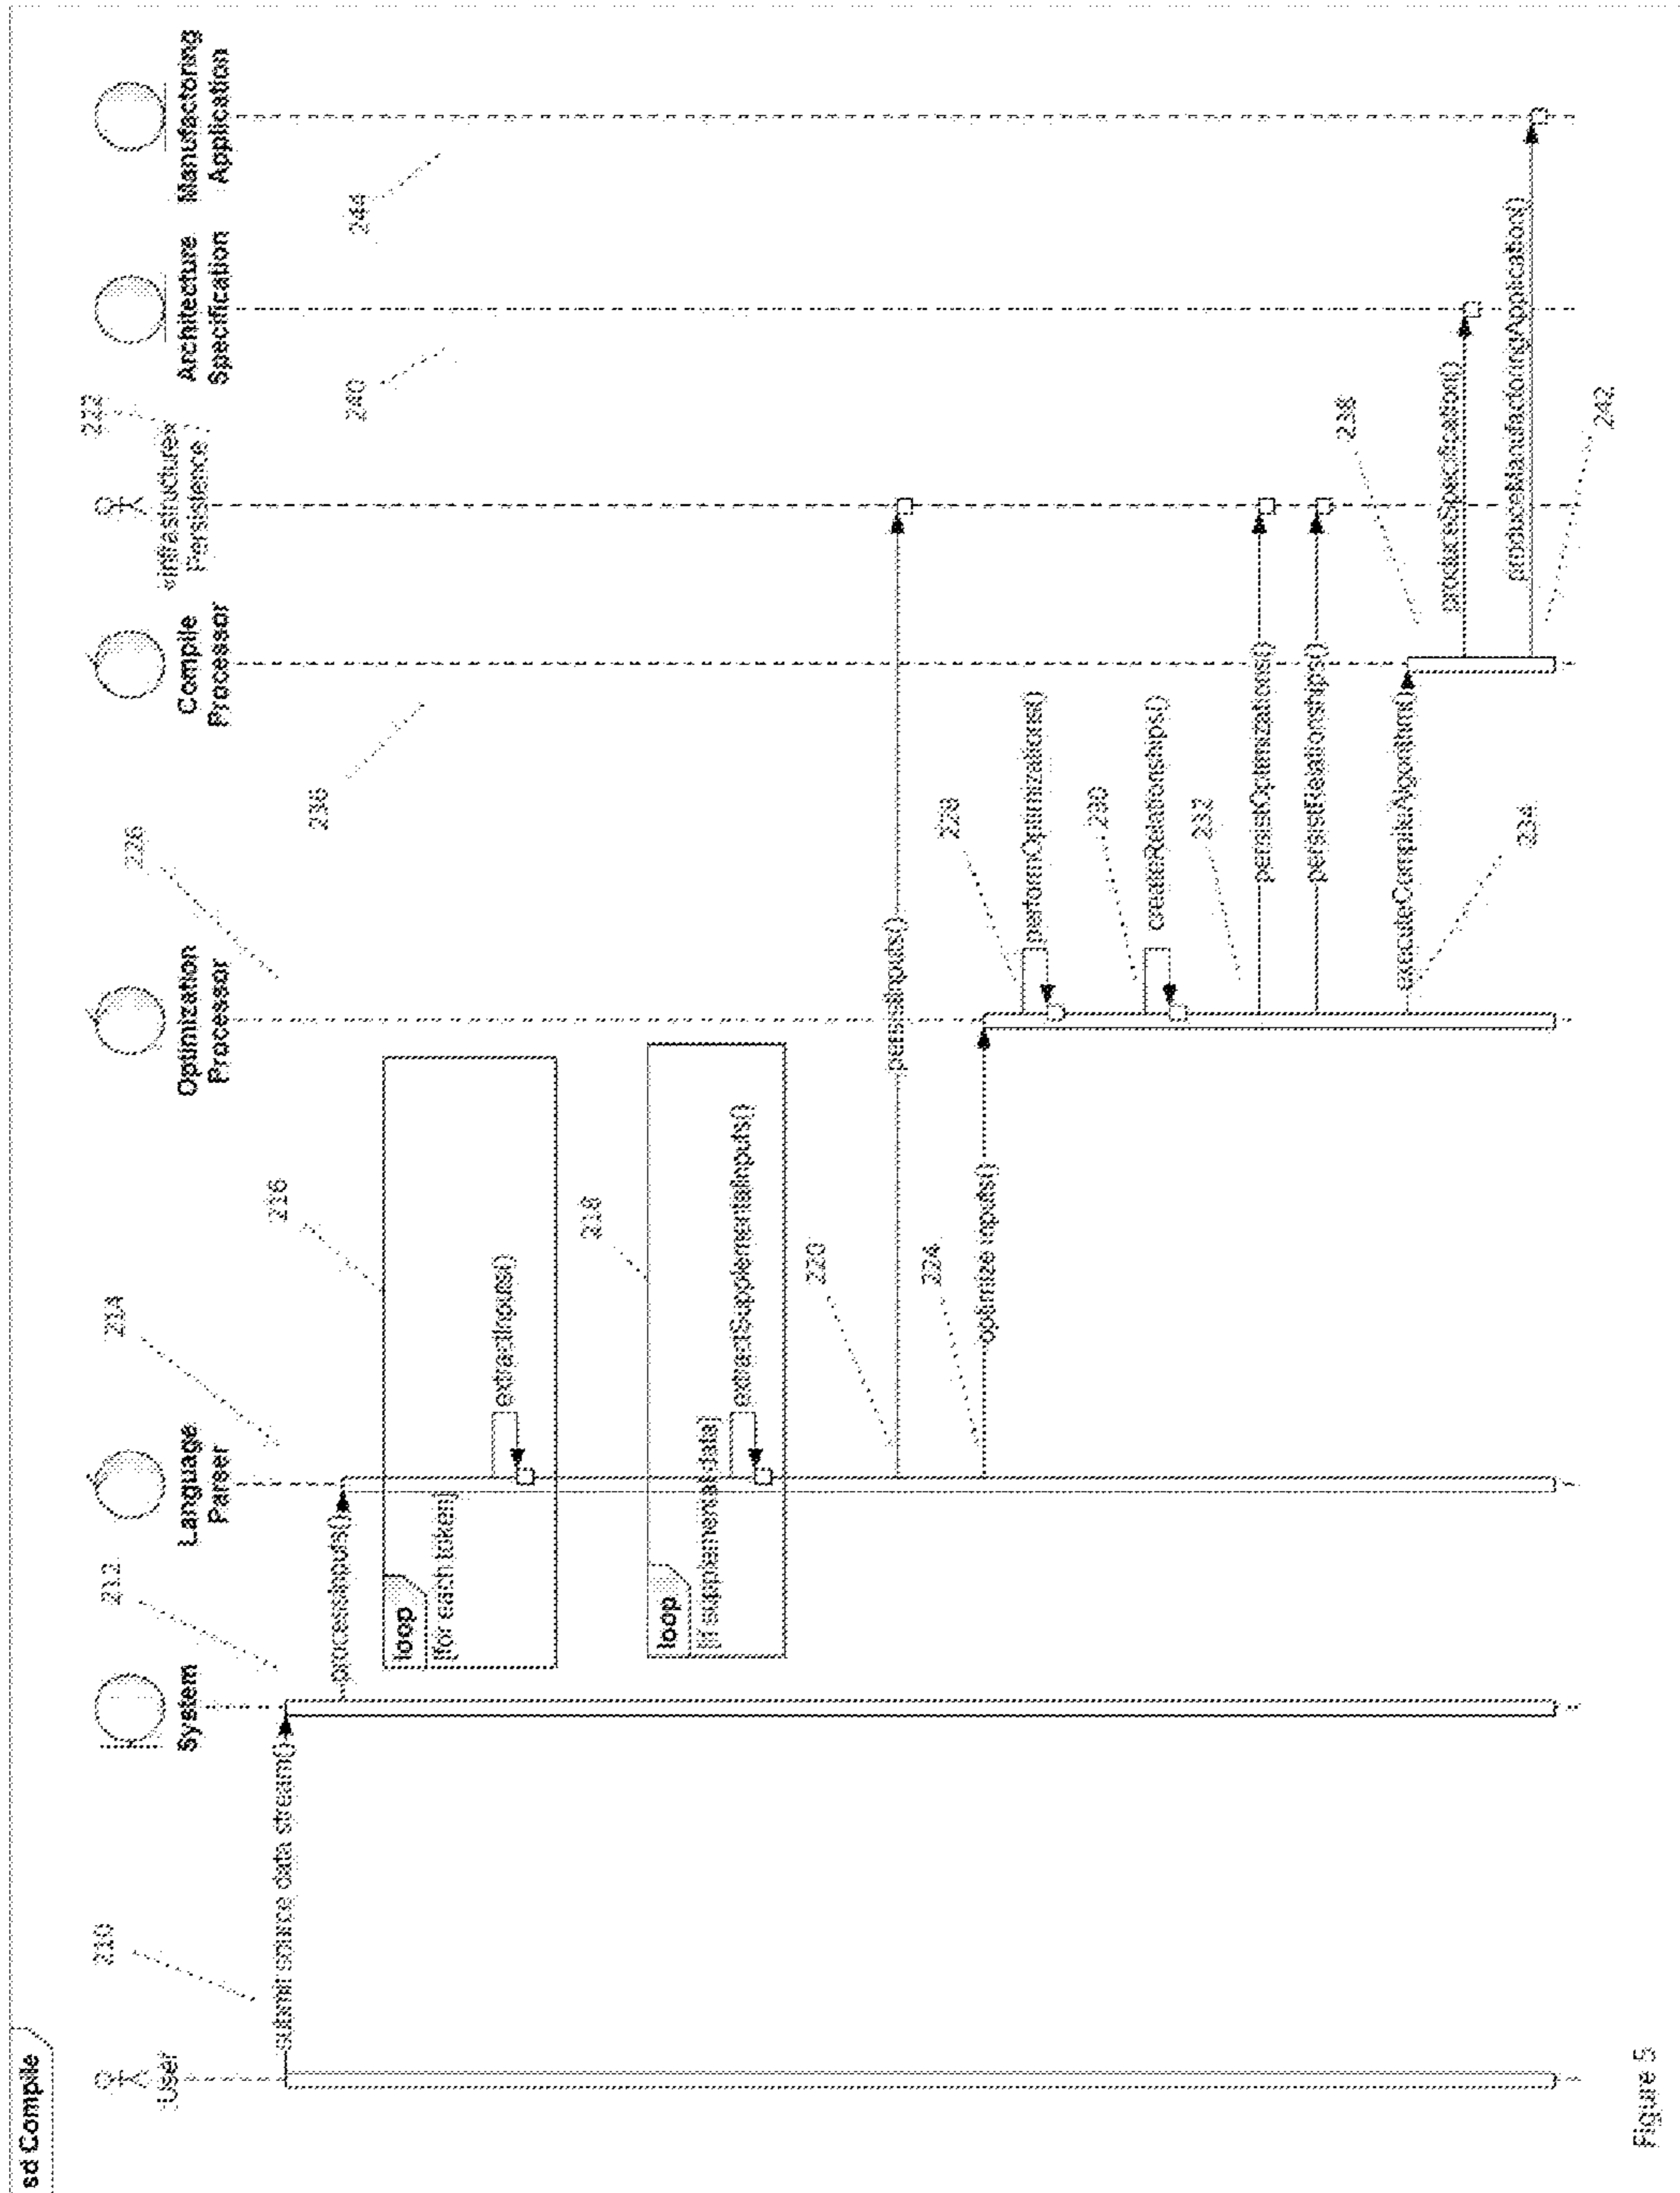 sd Compile
User
System
Language
Parser
Optimization
Processor
Compile
Processor
«infrastructure»
Persistence
Architecture
Specification
Manufactoring
Application
210
212
214
226
222
submit source data stream()
processInputs()
216
236
240
244
loop
[for each token]
extractInputs()
218
loop
[if supplemental data]
extractSupplementalInputs()
220
persistInputs()
224
optimize inputs()
228
performOptimizations()
230
createRelationships()
232
persistOptimizations()
persistRelationships()
238
executeCompileAlgorithm()
produceSpecification()
234
produceManufactoringApplication()
242
Figure 5